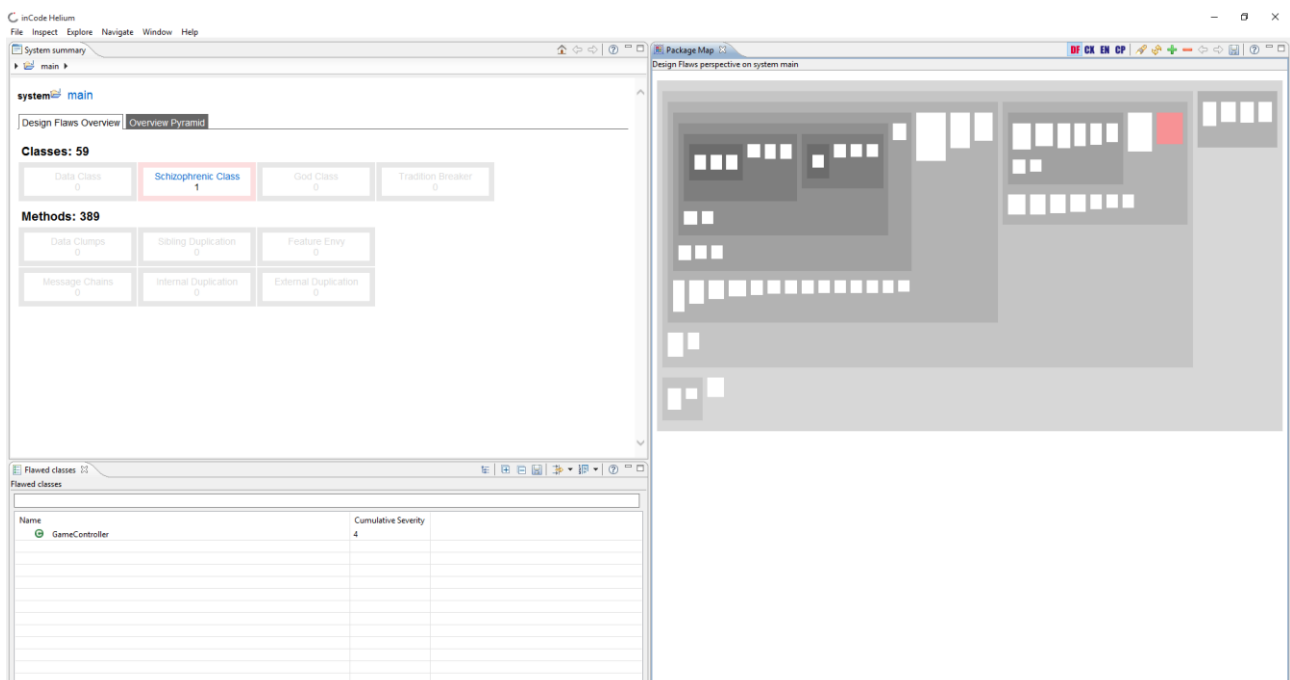 inCode Helium
File Inspect Explore Navigate Window Help
System summary
main
system main
Design Flaws Overview Overview Pyramid
Classes: 59
Data Class Schizophrenic Class God Class Tradition Breaker
0 1 0 0
Methods: 389
Data Clumps Sibling Duplication Feature Envy
0 0 0
Message Chains Internal Duplication External Duplication
0 0 0
Flawed classes
Flawed classes
Name Cumulative Severity
GameController 4
Package Map DF CX EN CP
Design Flaws perspective on system main